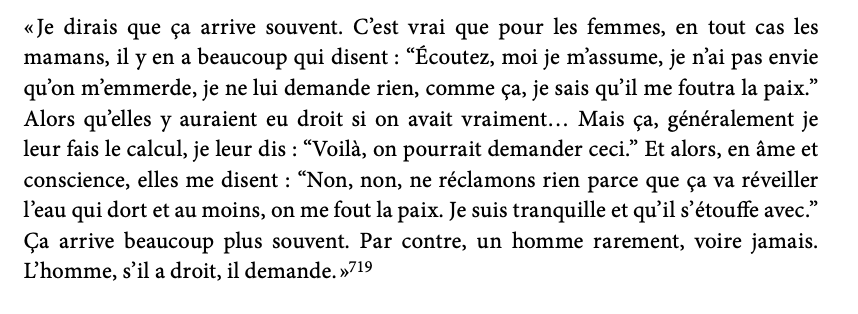 «Je dirais que ça arrive souvent. C’est vrai que pour les femmes, en tout cas les
mamans, il y en a beaucoup qui disent : “Écoutez, moi je m’assume, je n’ai pas envie
qu’on m’emmerde, je ne lui demande rien, comme ça, je sais qu’il me foutra la paix.”
Alors qu’elles y auraient eu droit si on avait vraiment… Mais ça, généralement je
leur fais le calcul, je leur dis : “Voilà, on pourrait demander ceci.” Et alors, en âme et
conscience, elles me disent : “Non, non, ne réclamons rien parce que ça va réveiller
l’eau qui dort et au moins, on me fout la paix. Je suis tranquille et qu’il s’étouffe avec.”
Ça arrive beaucoup plus souvent. Par contre, un homme rarement, voire jamais.
L’homme, s’il a droit, il demande.»719